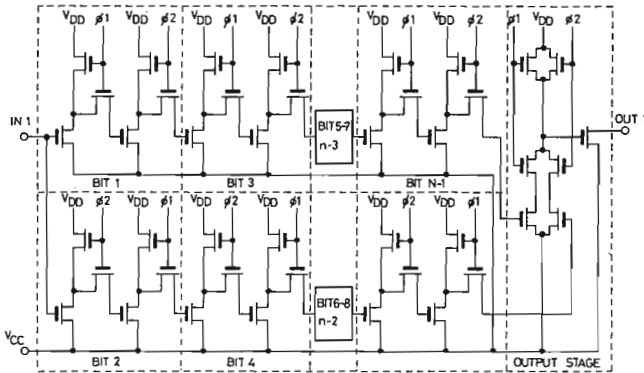 VDD ø1 VDD ø2 VDD ø1 VDD ø2 VDD ø1 VDD ø2 ø1 VDD ø2
IN 1
OUT
BIT5-7
n-3
BIT 1 BIT 3 BIT N-1
VDD ø2 VDD ø1 VDD ø2 VDD ø1 VDD ø2 VDD ø1
BIT6-8
n-2
VCC
BIT 2 BIT 4 OUTPUT STAGE